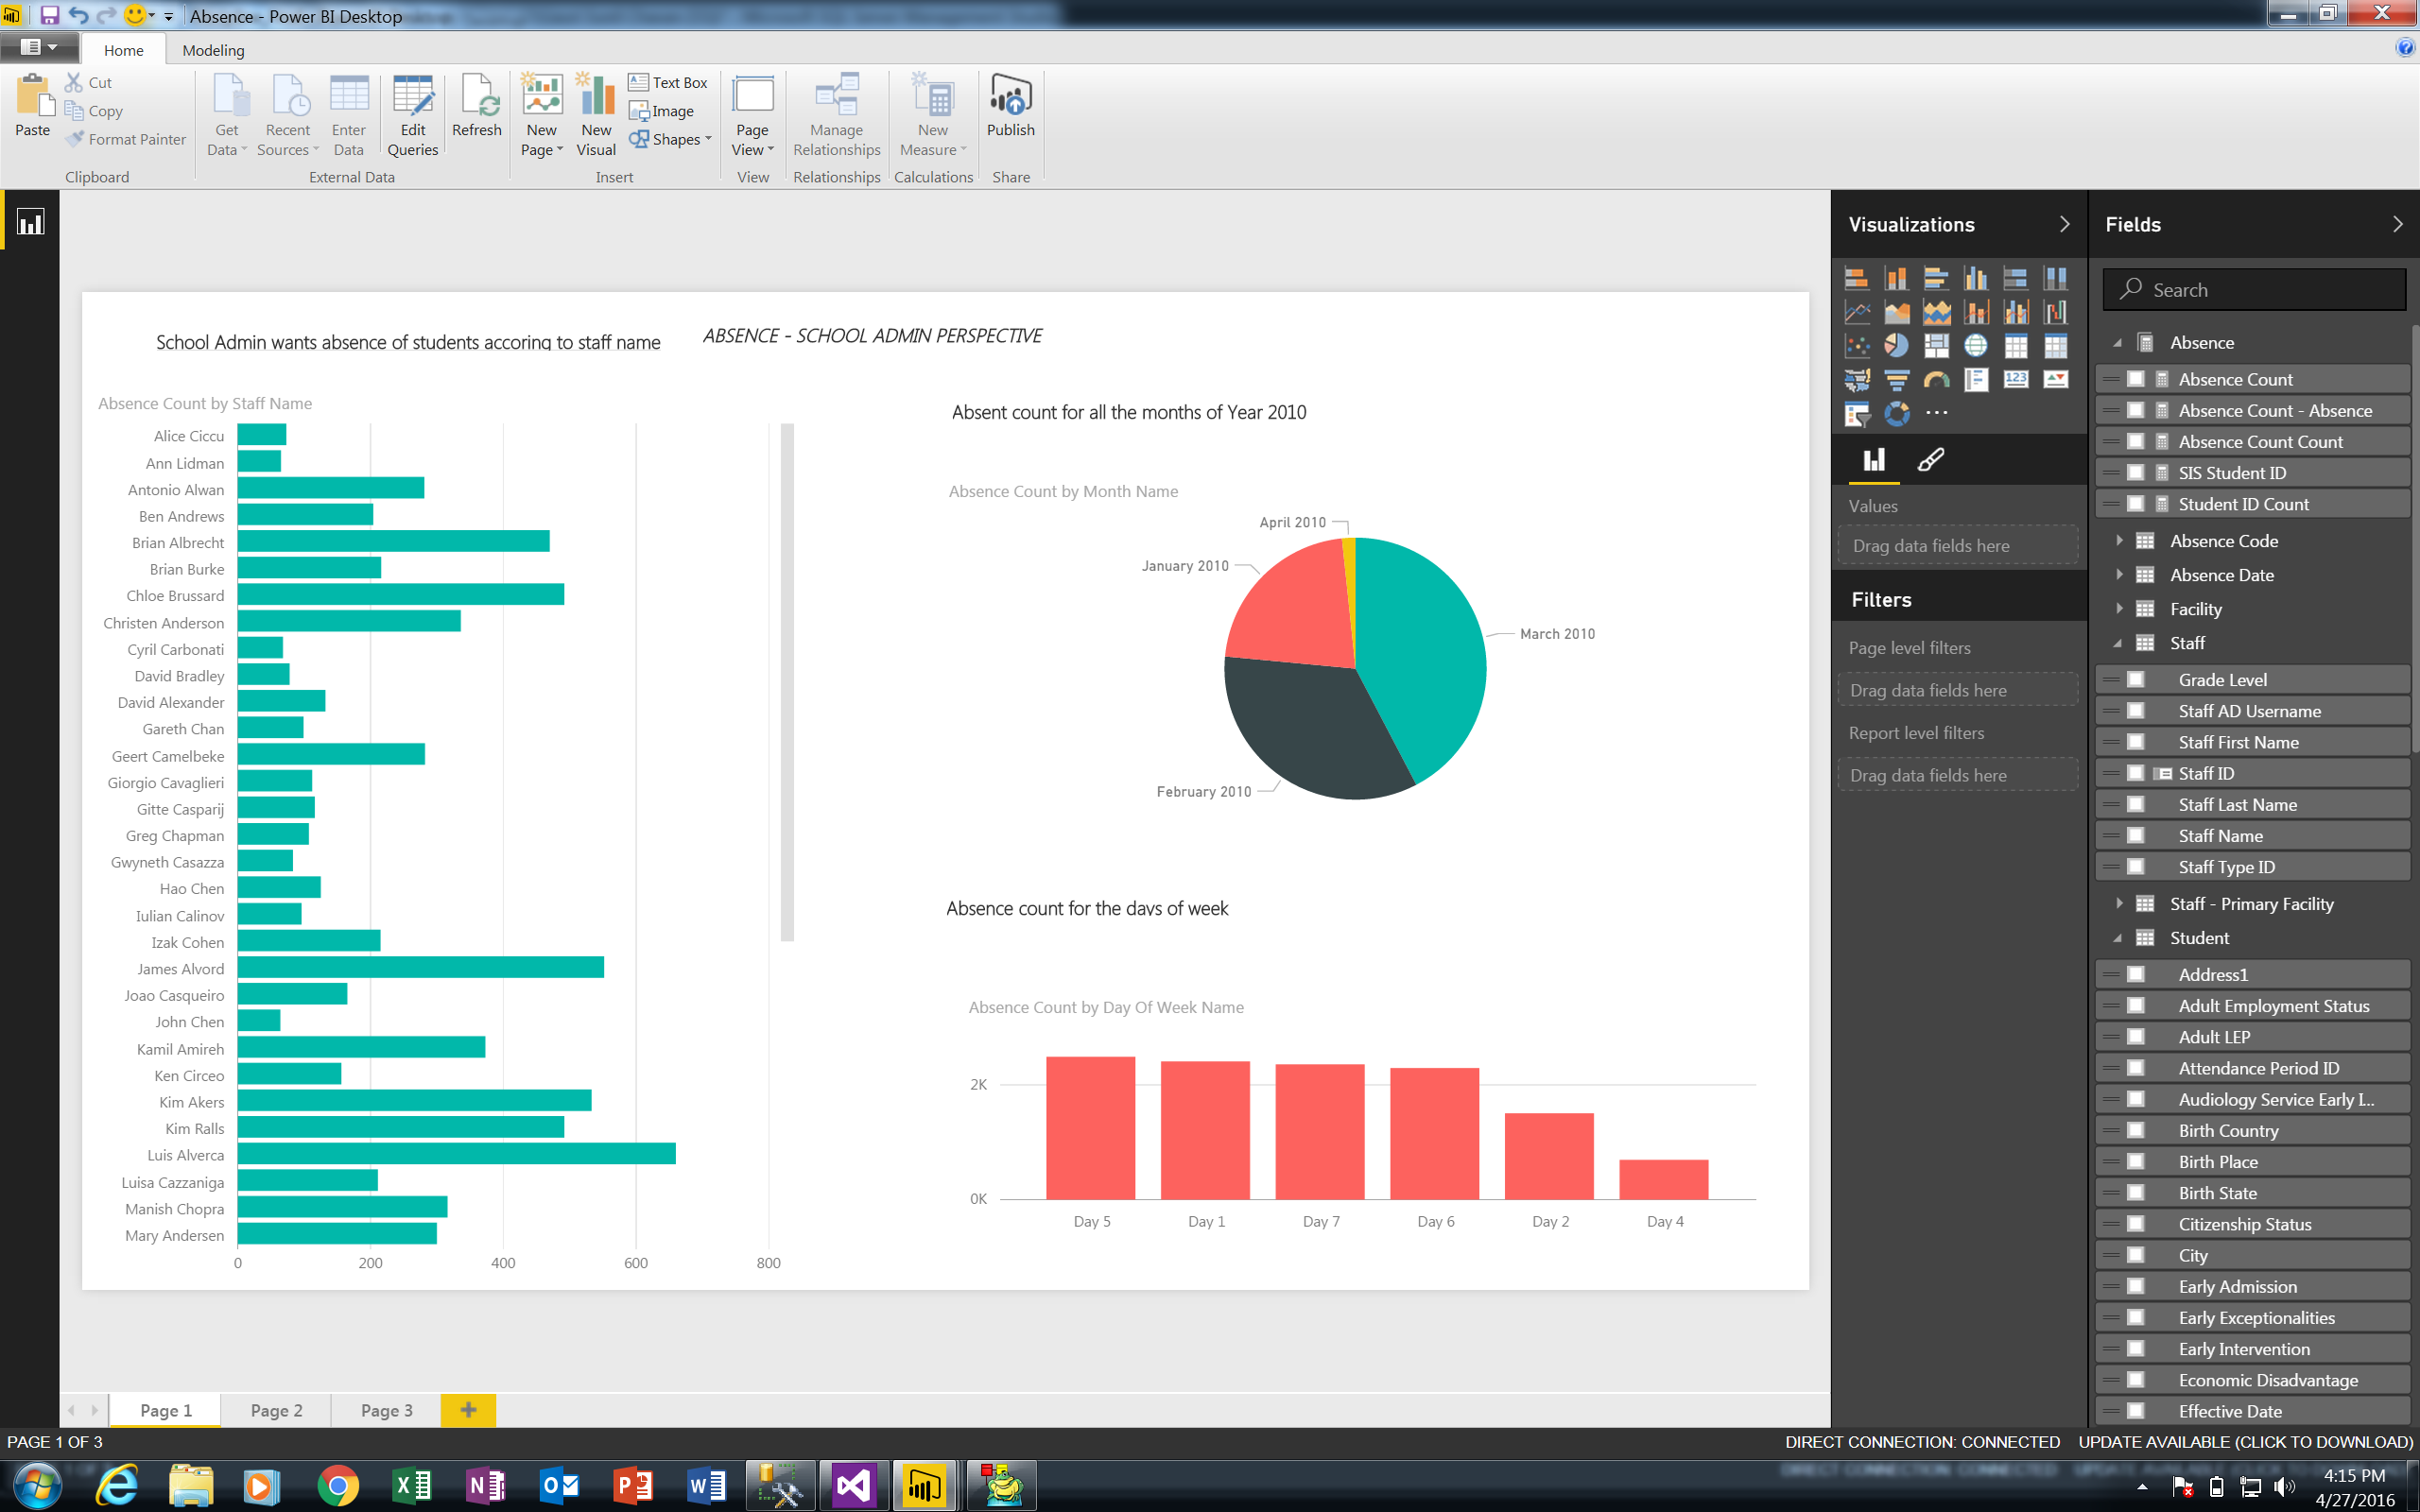 Absence - Power BI Desktop
Home
Modeling
Paste
Cut
Copy
Format Painter
Clipboard
Get Data
Recent Sources
Enter Data
Edit Queries
Refresh
External Data
New Page
New Visual
Text Box
Image
Shapes
Insert
Page View
View
Manage Relationships
Relationships
New Measure
Calculations
Publish
Share
School Admin wants absence of students accoring to staff name
ABSENCE - SCHOOL ADMIN PERSPECTIVE
Absence Count by Staff Name
Alice Ciccu
Ann Lidman
Antonio Alwan
Ben Andrews
Brian Albrecht
Brian Burke
Chloe Brussard
Christen Anderson
Cyril Carbonati
David Bradley
David Alexander
Gareth Chan
Geert Camelbeke
Giorgio Cavaglieri
Gitte Casparij
Greg Chapman
Gwyneth Casazza
Hao Chen
Iulian Calinov
Izak Cohen
James Alvord
Joao Casqueiro
John Chen
Kamil Amireh
Ken Circeo
Kim Akers
Kim Ralls
Luis Alverca
Luisa Cazzaniga
Manish Chopra
Mary Andersen
0 200 400 600 800
Absent count for all the months of Year 2010
Absence Count by Month Name
April 2010
January 2010
March 2010
February 2010
Absence count for the days of week
Absence Count by Day Of Week Name
2K
0K
Day 5 Day 1 Day 7 Day 6 Day 2 Day 4
Visualizations
123
Values
Drag data fields here
Filters
Page level filters
Drag data fields here
Report level filters
Drag data fields here
Fields
Search
Absence
Absence Count
Absence Count - Absence
Absence Count Count
SIS Student ID
Student ID Count
Absence Code
Absence Date
Facility
Staff
Grade Level
Staff AD Username
Staff First Name
Staff ID
Staff Last Name
Staff Name
Staff Type ID
Staff - Primary Facility
Student
Address1
Adult Employment Status
Adult LEP
Attendance Period ID
Audiology Service Early I...
Birth Country
Birth Place
Birth State
Citizenship Status
City
Early Admission
Early Exceptionalities
Early Intervention
Economic Disadvantage
Effective Date
Page 1
Page 2
Page 3
PAGE 1 OF 3
DIRECT CONNECTION: CONNECTED
UPDATE AVAILABLE (CLICK TO DOWNLOAD)
4:15 PM
4/27/2016